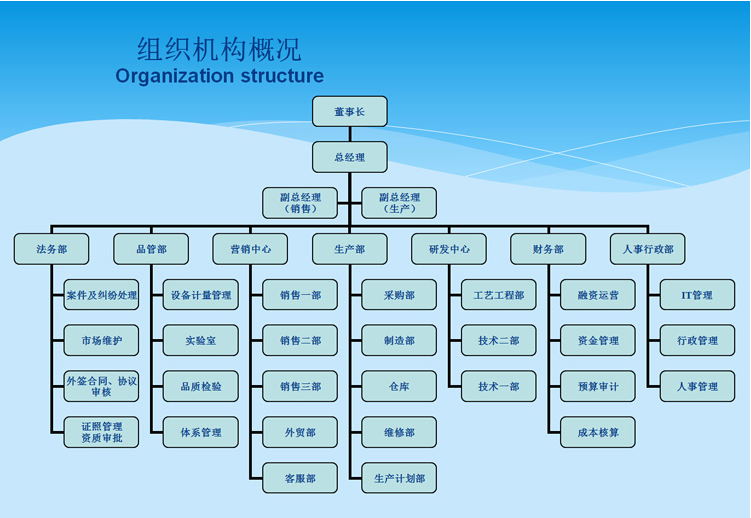 组织机构概况
Organization structure
董事长
总经理
副总经理
（销售）
副总经理
（生产）
法务部
品管部
营销中心
生产部
研发中心
财务部
人事行政部
案件及纠纷处理
设备计量管理
销售一部
采购部
工艺工程部
融资运营
IT管理
市场维护
实验室
销售二部
制造部
技术二部
资金管理
行政管理
外签合同、协议
审核
品质检验
销售三部
仓库
技术一部
预算审计
人事管理
证照管理
资质审批
体系管理
外贸部
维修部
成本核算
客服部
生产计划部